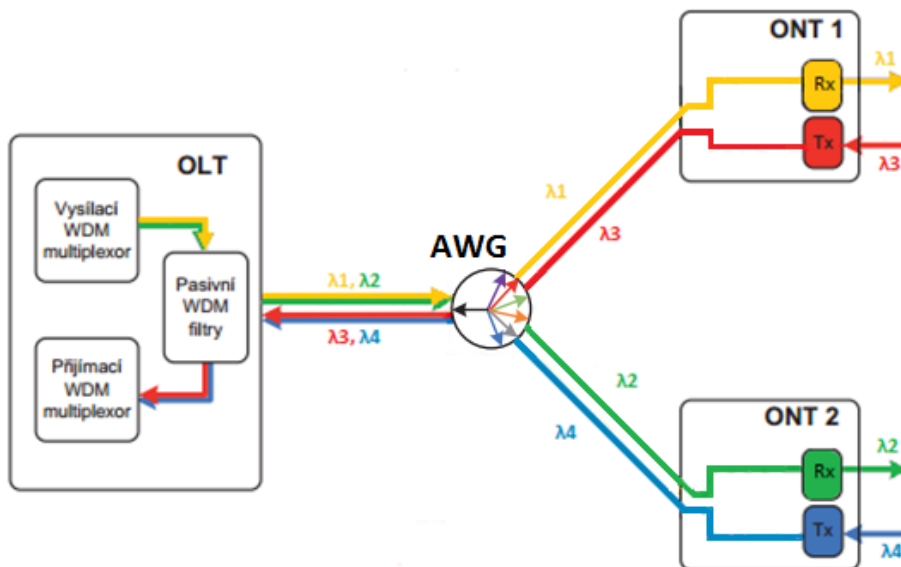 OLT
Vysílací
WDM
multiplexor
Pasivní
WDM
filtry
Přijímací
WDM
multiplexor
λ1, λ2
λ3, λ4
AWG
λ1
λ3
λ2
λ4
ONT 1
Rx
Tx
λ1
λ3
ONT 2
Rx
Tx
λ2
λ4